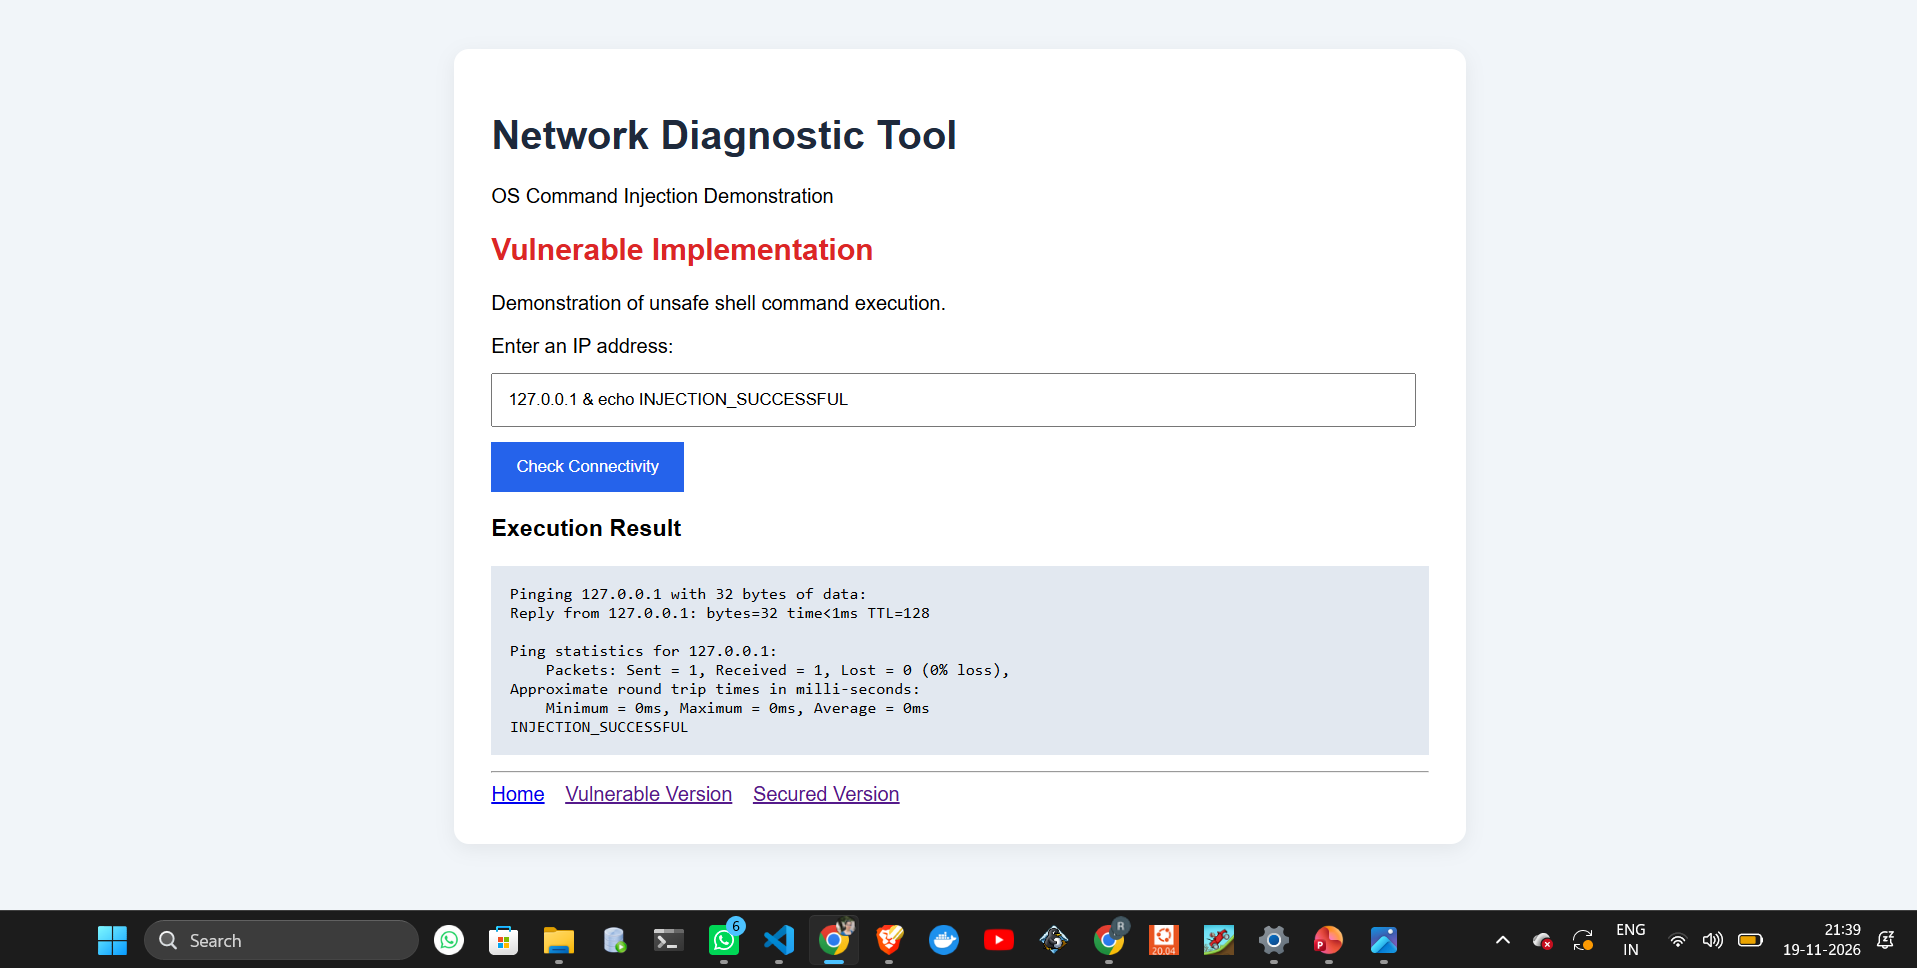 Network Diagnostic Tool
OS Command Injection Demonstration
Vulnerable Implementation
Demonstration of unsafe shell command execution.
Enter an IP address:
127.0.0.1 & echo INJECTION_SUCCESSFUL
Check Connectivity
Execution Result
Pinging 127.0.0.1 with 32 bytes of data:
Reply from 127.0.0.1: bytes=32 time<1ms TTL=128
Ping statistics for 127.0.0.1:
Packets: Sent = 1, Received = 1, Lost = 0 (0% loss),
Approximate round trip times in milli-seconds:
Minimum = 0ms, Maximum = 0ms, Average = 0ms
INJECTION_SUCCESSFUL
Home Vulnerable Version Secured Version
Search
6
R
20.04
P
ENG
IN
21:39
19-11-2026